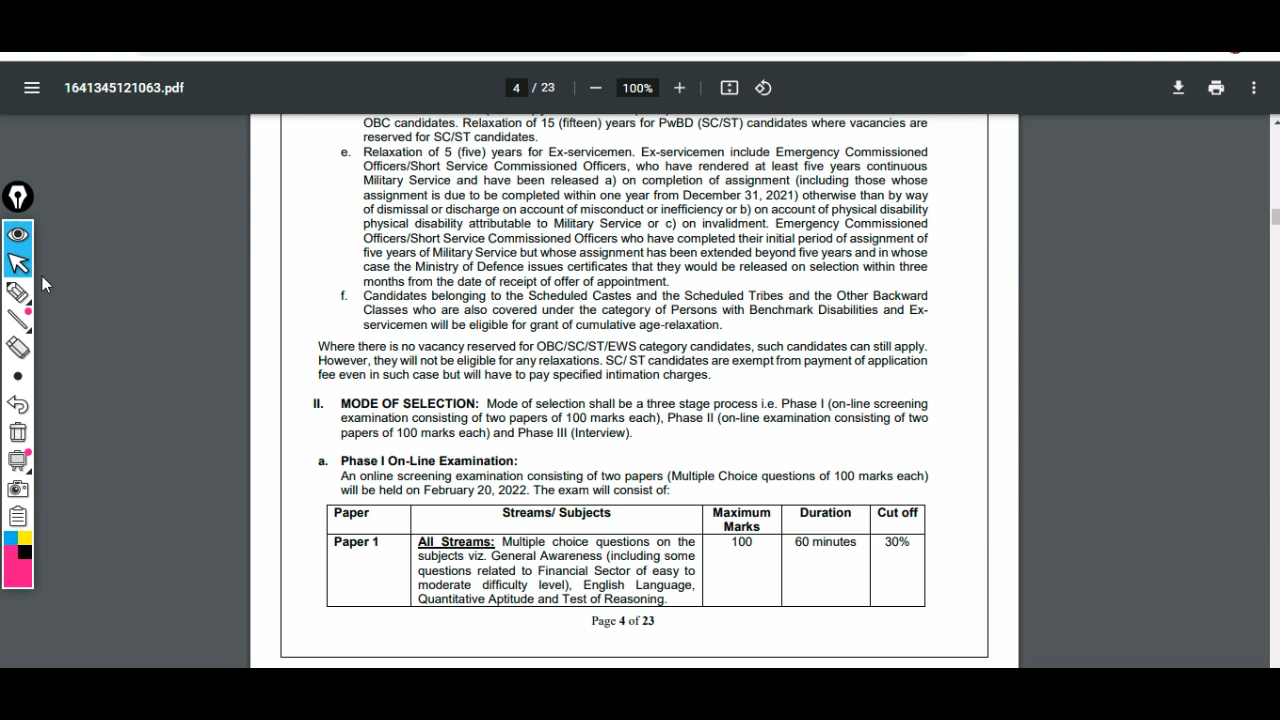 1641345121063.pdf
4 / 23
100%
OBC candidates. Relaxation of 15 (fifteen) years for PwBD (SC/ST) candidates where vacancies are
reserved for SC/ST candidates.
e. Relaxation of 5 (five) years for Ex-servicemen. Ex-servicemen include Emergency Commissioned
Officers/Short Service Commissioned Officers, who have rendered at least five years continuous
Military Service and have been released a) on completion of assignment (including those whose
assignment is due to be completed within one year from December 31, 2021) otherwise than by way
of dismissal or discharge on account of misconduct or inefficiency or b) on account of physical disability
physical disability attributable to Military Service or c) on invalidment. Emergency Commissioned
Officers/Short Service Commissioned Officers who have completed their initial period of assignment of
five years of Military Service but whose assignment has been extended beyond five years and in whose
case the Ministry of Defence issues certificates that they would be released on selection within three
months from the date of receipt of offer of appointment.
f. Candidates belonging to the Scheduled Castes and the Scheduled Tribes and the Other Backward
Classes who are also covered under the category of Persons with Benchmark Disabilities and Ex-
servicemen will be eligible for grant of cumulative age-relaxation.
Where there is no vacancy reserved for OBC/SC/ST/EWS category candidates, such candidates can still apply.
However, they will not be eligible for any relaxations. SC/ ST candidates are exempt from payment of application
fee even in such case but will have to pay specified intimation charges.
II. MODE OF SELECTION: Mode of selection shall be a three stage process i.e. Phase I (on-line screening
examination consisting of two papers of 100 marks each), Phase II (on-line examination consisting of two
papers of 100 marks each) and Phase III (Interview).
a. Phase I On-Line Examination:
An online screening examination consisting of two papers (Multiple Choice questions of 100 marks each)
will be held on February 20, 2022. The exam will consist of:
Paper Streams/ Subjects Maximum Marks Duration Cut off
Paper 1 All Streams: Multiple choice questions on the 100 60 minutes 30%
subjects viz. General Awareness (including some
questions related to Financial Sector of easy to
moderate difficulty level), English Language,
Quantitative Aptitude and Test of Reasoning.
Page 4 of 23